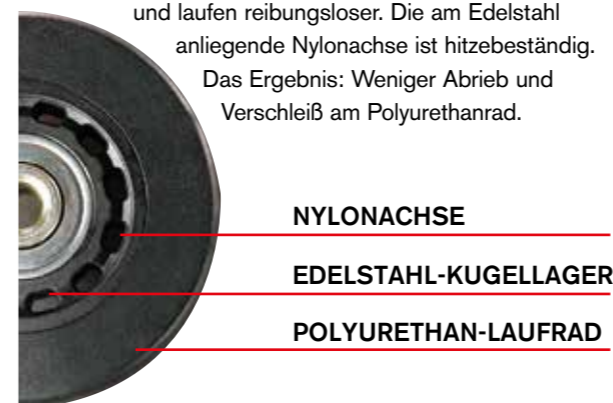 und laufen reibungsloser. Die am Edelstahl
anliegende Nylonachse ist hitzebeständig.
Das Ergebnis: Weniger Abrieb und
Verschleiß am Polyurethanrad.
NYLONACHSE
EDELSTAHL-KUGELLAGER
POLYURETHAN-LAUFRAD